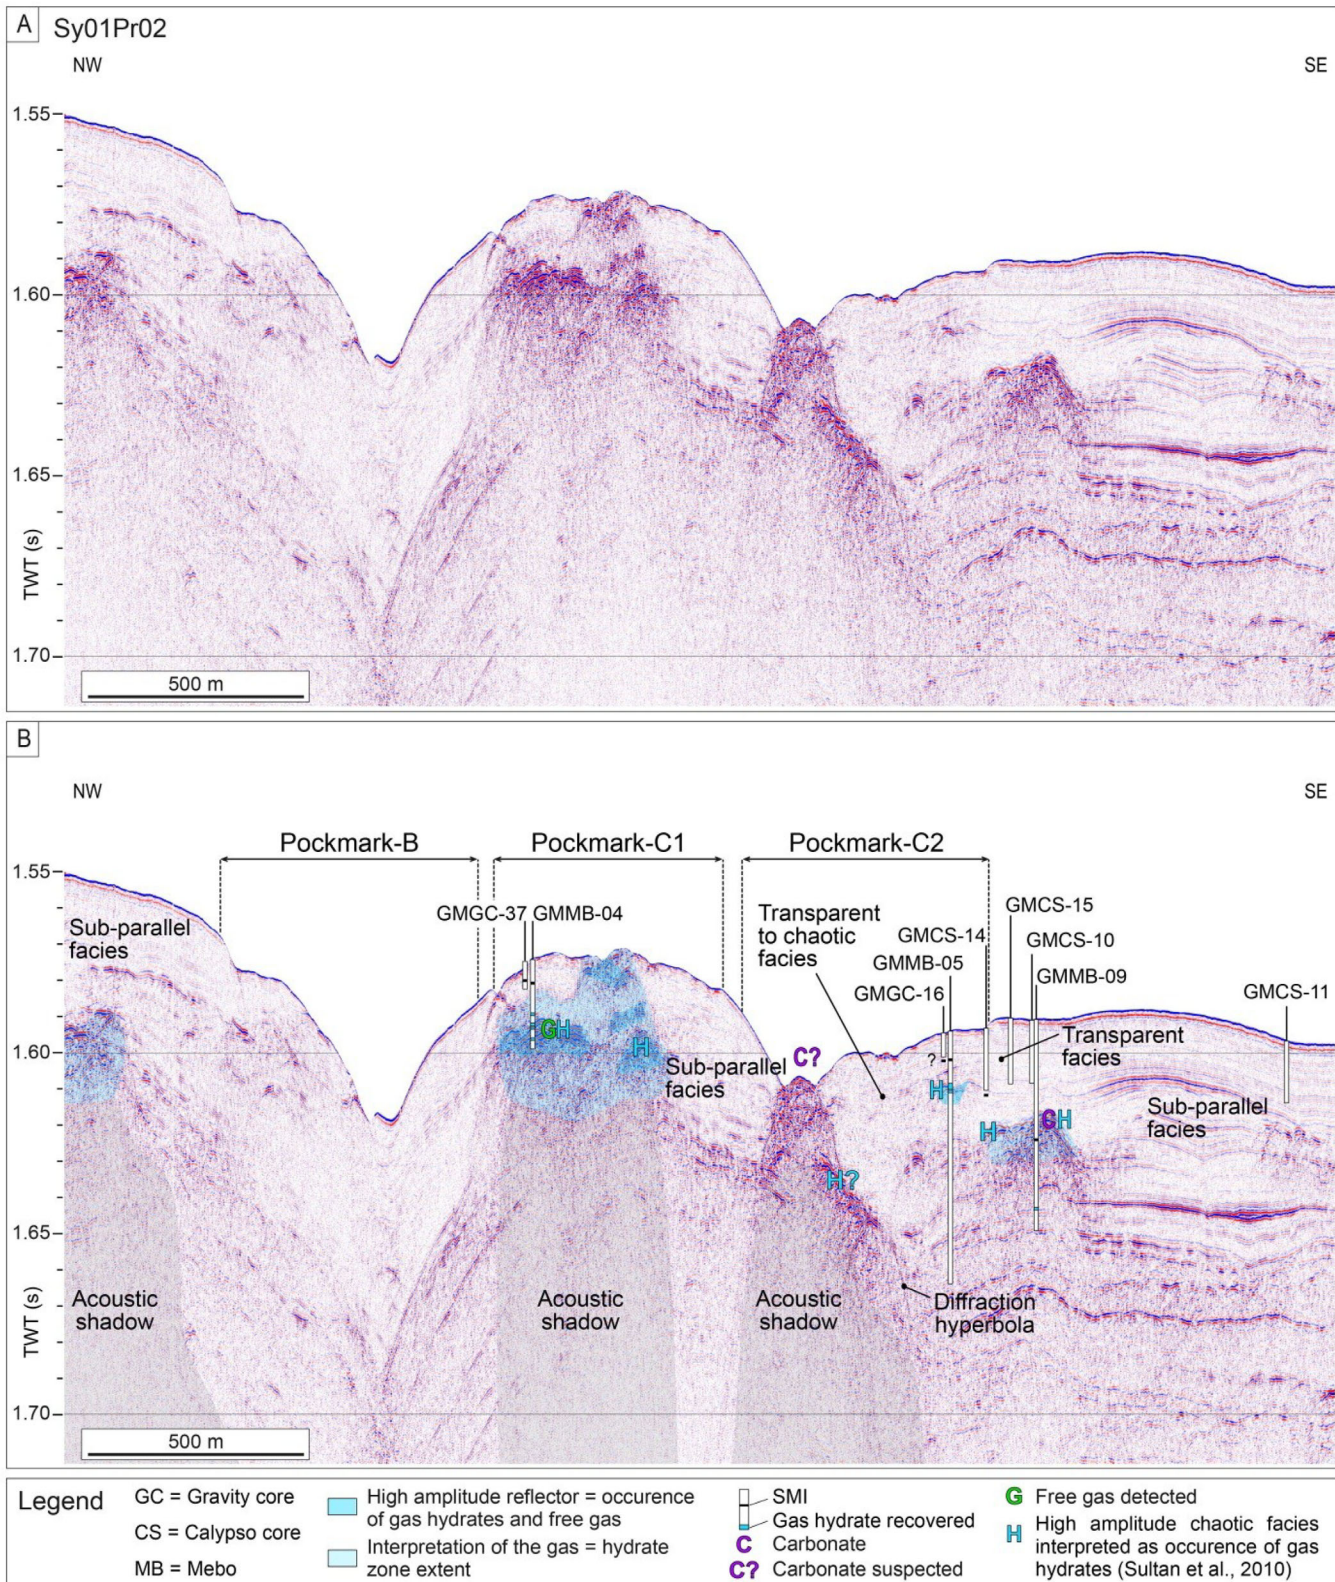 A
Sy01Pr02
NW
SE
1.55
1.60
1.65
TWT (s)
1.70
500 m
B
NW
SE
Pockmark-B
Pockmark-C1
Pockmark-C2
1.55
GMGC-37
GMMB-04
Sub-parallel
facies
Transparent
to chaotic
facies
GMCS-15
GMCS-14
GMCS-10
GMMB-05
GMMB-09
GMGC-16
GMCS-11
GH
H
C?
?
Transparent
facies
1.60
Sub-parallel
facies
H
H
CH
Sub-parallel
facies
H?
1.65
TWT (s)
Acoustic
shadow
Acoustic
shadow
Acoustic
shadow
Diffraction
hyperbola
1.70
500 m
Legend
GC = Gravity core
CS = Calypso core
MB = Mebo
High amplitude reflector = occurence
of gas hydrates and free gas
Interpretation of the gas = hydrate
zone extent
SMI
Gas hydrate recovered
C Carbonate
C? Carbonate suspected
G Free gas detected
H High amplitude chaotic facies
interpreted as occurence of gas
hydrates (Sultan et al., 2010)